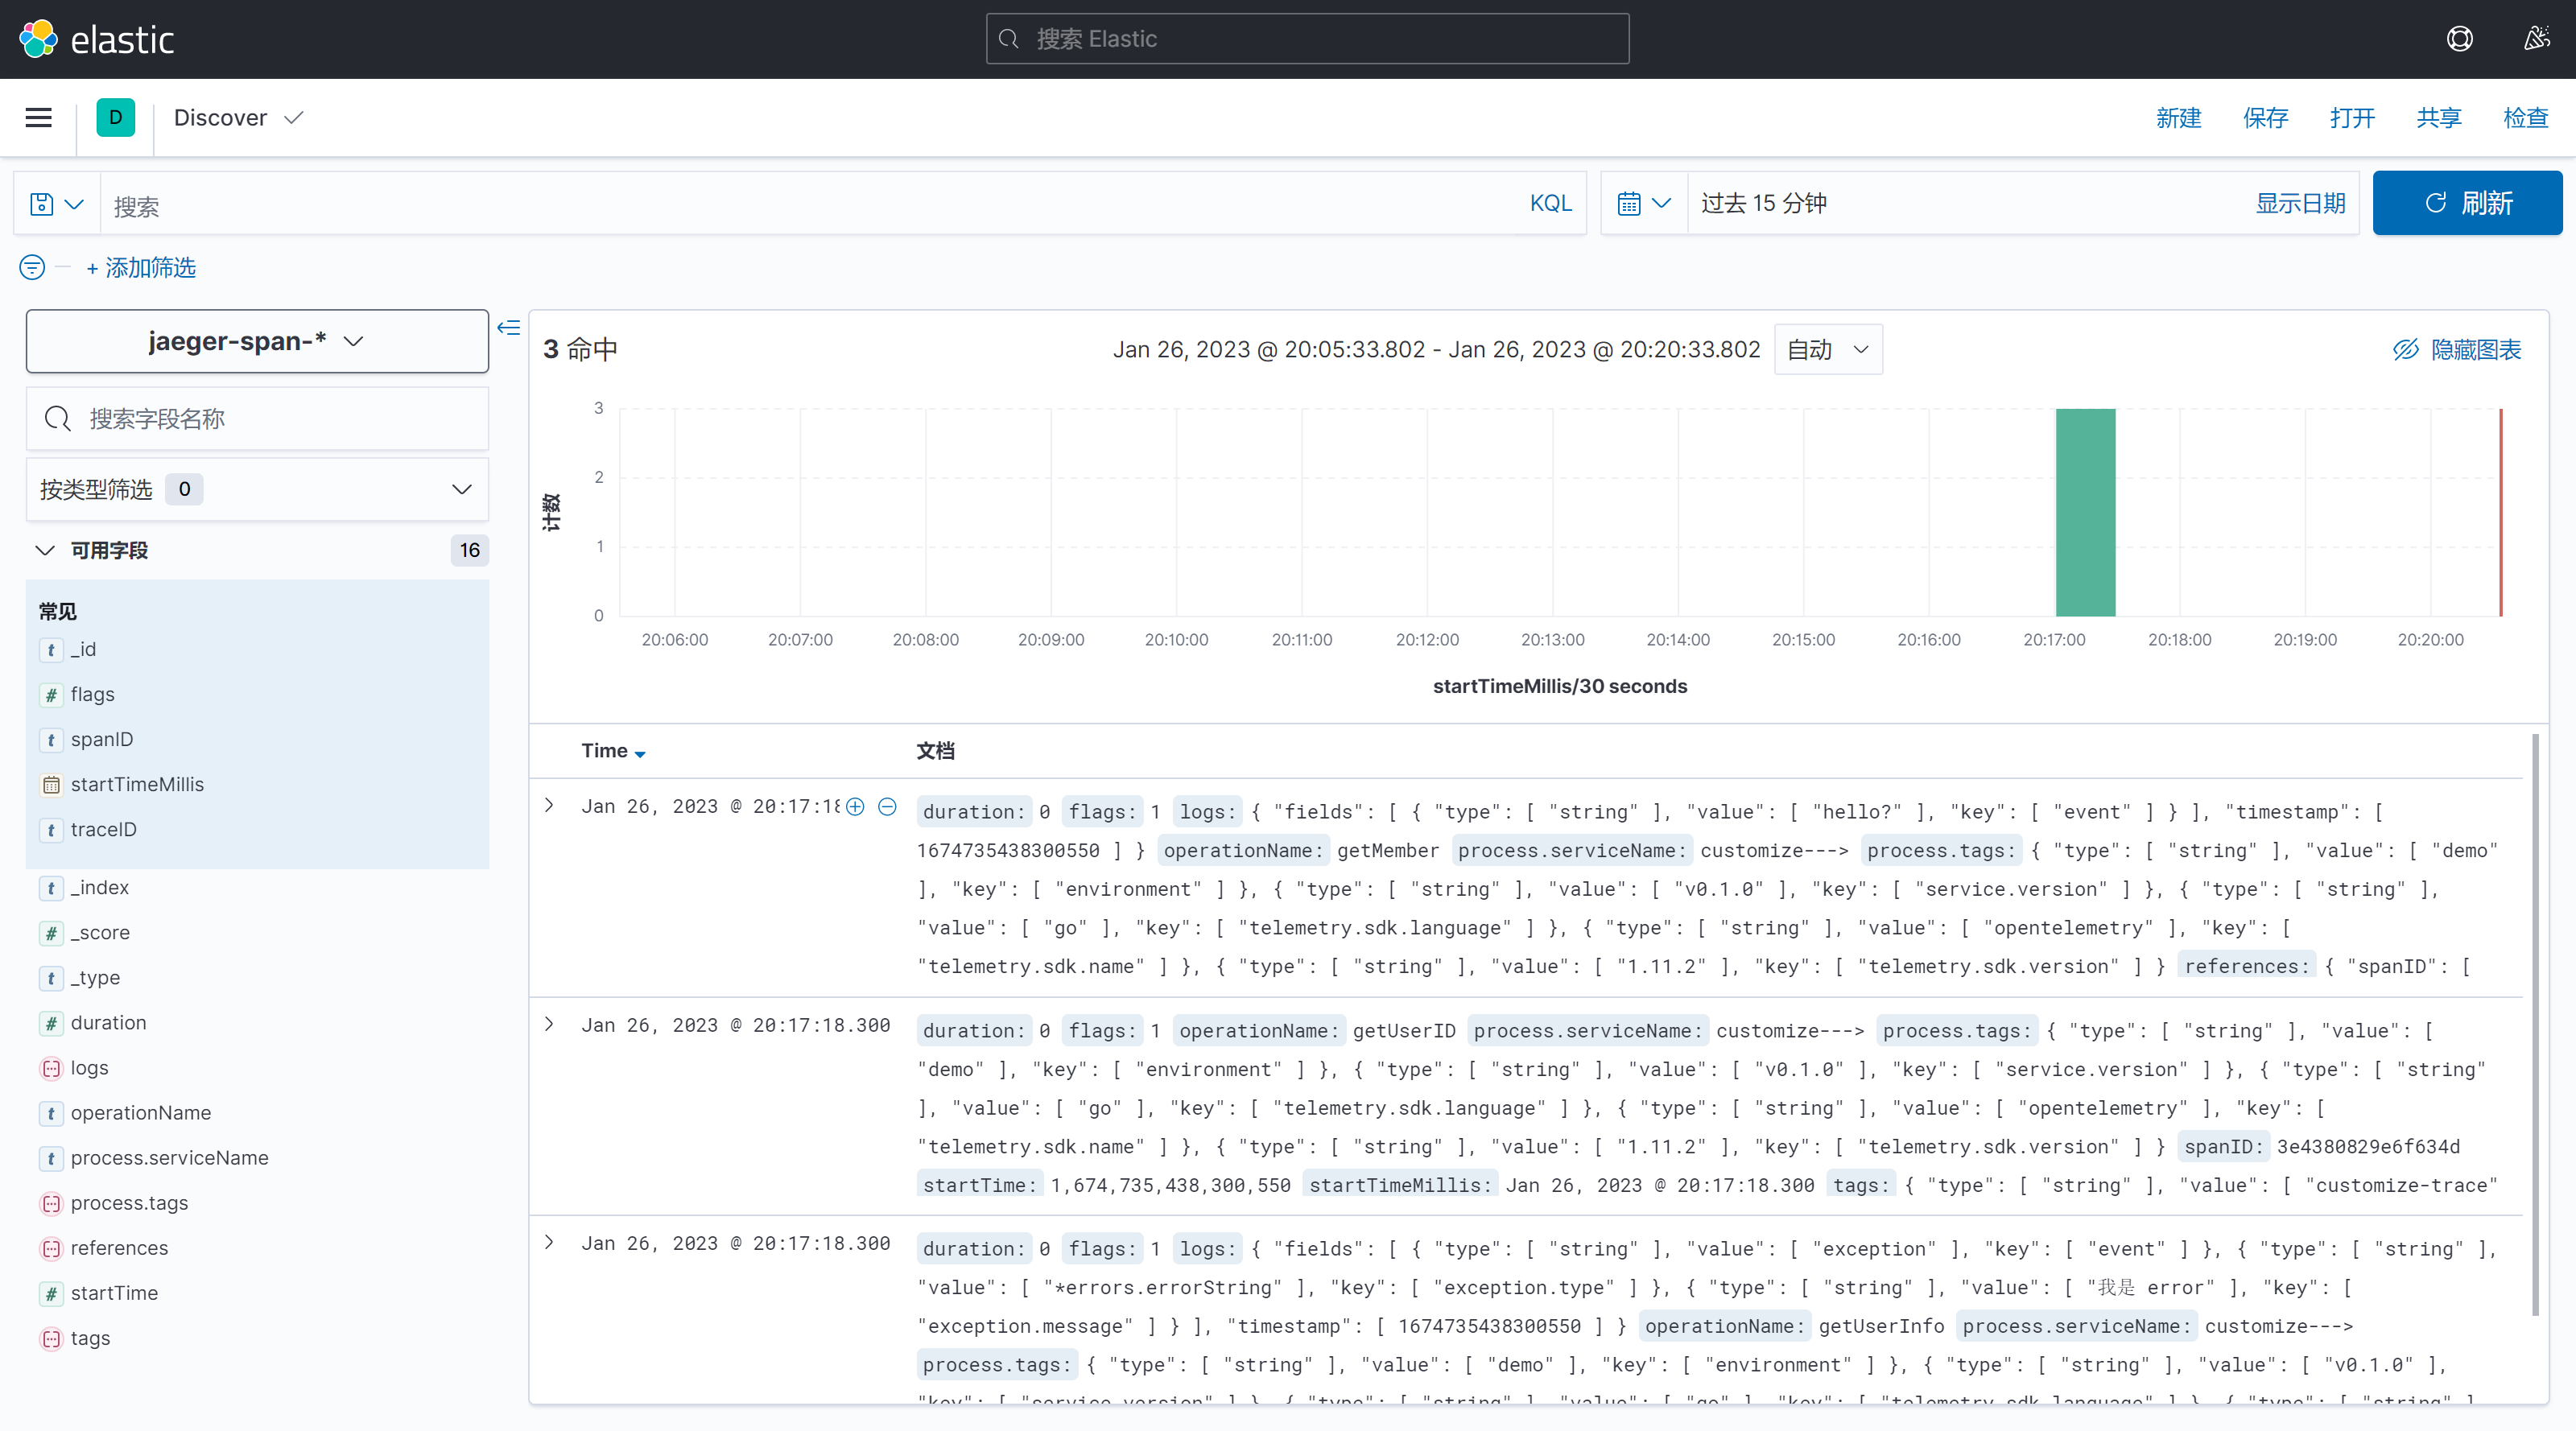 elastic
搜索 Elastic
D
Discover
新建 保存 打开 共享 检查
搜索
KQL
过去 15 分钟
显示日期
刷新
+ 添加筛选
jaeger-span-*
搜索字段名称
按类型筛选 0
可用字段 16
常见
t _id
# flags
t spanID
startTimeMillis
t traceID
t _index
# _score
t _type
# duration
logs
t operationName
t process.serviceName
process.tags
references
# startTime
tags
3 命中
Jan 26, 2023 @ 20:05:33.802 - Jan 26, 2023 @ 20:20:33.802
自动
隐藏图表
计数
3
2
1
0
20:06:00 20:07:00 20:08:00 20:09:00 20:10:00 20:11:00 20:12:00 20:13:00 20:14:00 20:15:00 20:16:00 20:17:00 20:18:00 20:19:00 20:20:00
startTimeMillis/30 seconds
Time 文档
Jan 26, 2023 @ 20:17:18
duration: 0 flags: 1 logs: { "fields": [ { "type": [ "string" ], "value": [ "hello?" ], "key": [ "event" ] } ], "timestamp": [
1674735438300550 ] } operationName: getMember process.serviceName: customize---> process.tags: { "type": [ "string" ], "value": [ "demo"
], "key": [ "environment" ] }, { "type": [ "string" ], "value": [ "v0.1.0" ], "key": [ "service.version" ] }, { "type": [ "string" ],
"value": [ "go" ], "key": [ "telemetry.sdk.language" ] }, { "type": [ "string" ], "value": [ "opentelemetry" ], "key": [
"telemetry.sdk.name" ] }, { "type": [ "string" ], "value": [ "1.11.2" ], "key": [ "telemetry.sdk.version" ] } references: { "spanID": [
Jan 26, 2023 @ 20:17:18.300
duration: 0 flags: 1 operationName: getUserID process.serviceName: customize---> process.tags: { "type": [ "string" ], "value": [
"demo" ], "key": [ "environment" ] }, { "type": [ "string" ], "value": [ "v0.1.0" ], "key": [ "service.version" ] }, { "type": [ "string"
], "value": [ "go" ], "key": [ "telemetry.sdk.language" ] }, { "type": [ "string" ], "value": [ "opentelemetry" ], "key": [
"telemetry.sdk.name" ] }, { "type": [ "string" ], "value": [ "1.11.2" ], "key": [ "telemetry.sdk.version" ] } spanID: 3e4380829e6f634d
startTime: 1,674,735,438,300,550 startTimeMillis: Jan 26, 2023 @ 20:17:18.300 tags: { "type": [ "string" ], "value": [ "customize-trace"
Jan 26, 2023 @ 20:17:18.300
duration: 0 flags: 1 logs: { "fields": [ { "type": [ "string" ], "value": [ "exception" ], "key": [ "event" ] }, { "type": [ "string" ],
"value": [ "*errors.errorString" ], "key": [ "exception.type" ] }, { "type": [ "string" ], "value": [ "我是 error" ], "key": [
"exception.message" ] } ], "timestamp": [ 1674735438300550 ] } operationName: getUserInfo process.serviceName: customize--->
process.tags: { "type": [ "string" ], "value": [ "demo" ], "key": [ "environment" ] }, { "type": [ "string" ], "value": [ "v0.1.0" ],
"key": [ "service.version" ] }, { "type": [ "string" ], "value": [ "go" ], "key": [ "telemetry.sdk.language" ] }, { "type": [ "string" ],